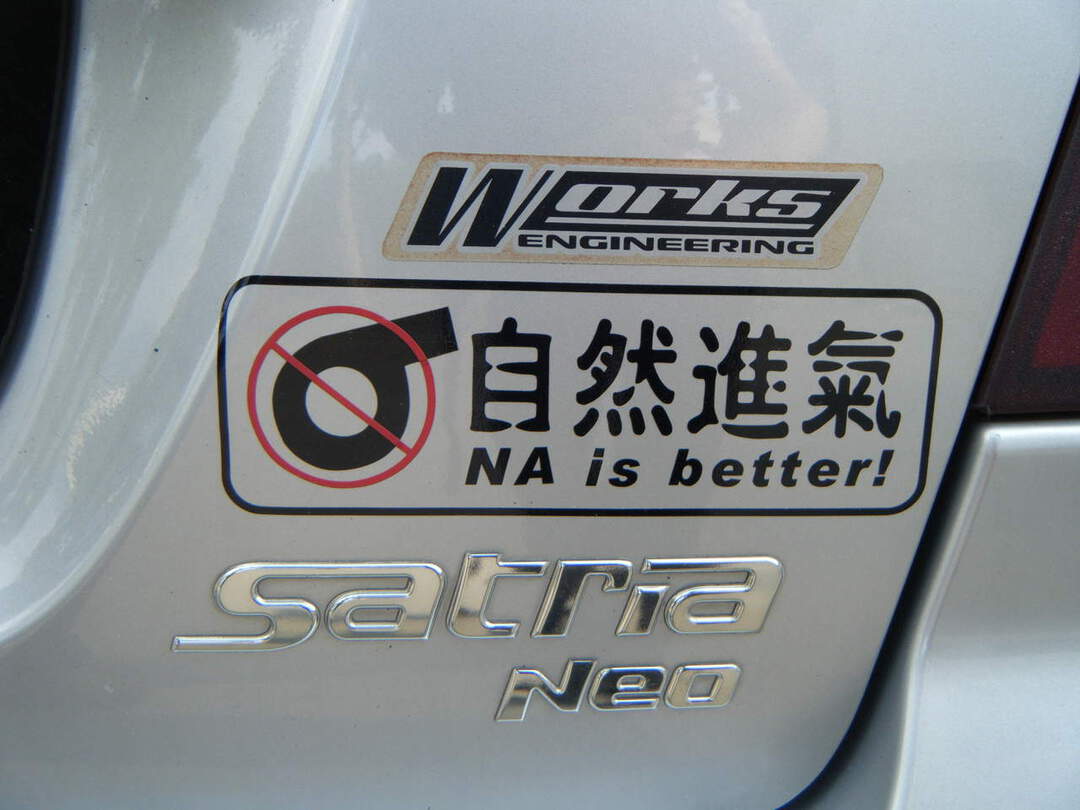 Works
ENGINEERING
自然進氣
NA is better!
Satria
Neo